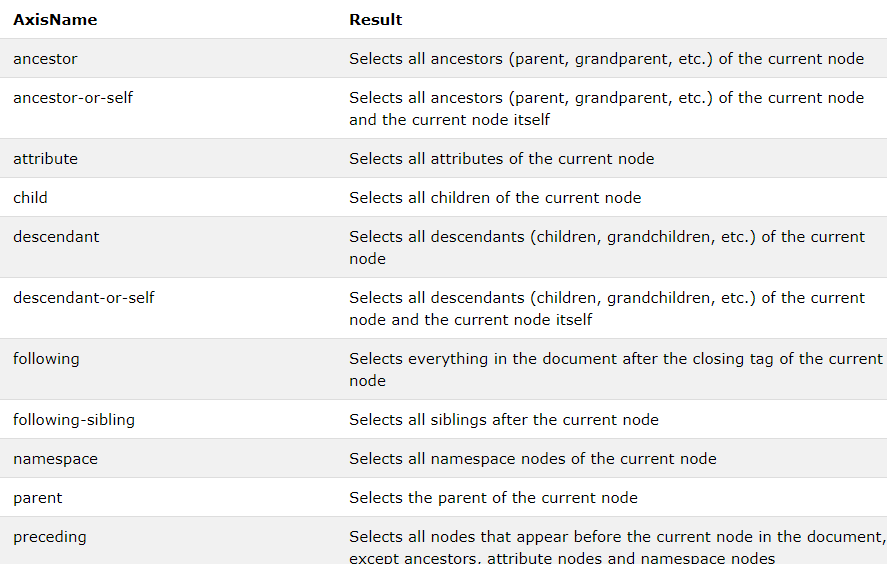 AxisName Result
ancestor Selects all ancestors (parent, grandparent, etc.) of the current node
ancestor-or-self Selects all ancestors (parent, grandparent, etc.) of the current node
and the current node itself
attribute Selects all attributes of the current node
child Selects all children of the current node
descendant Selects all descendants (children, grandchildren, etc.) of the current
node
descendant-or-self Selects all descendants (children, grandchildren, etc.) of the current
node and the current node itself
following Selects everything in the document after the closing tag of the current
node
following-sibling Selects all siblings after the current node
namespace Selects all namespace nodes of the current node
parent Selects the parent of the current node
preceding Selects all nodes that appear before the current node in the document,
except ancestors, attribute nodes and namespace nodes